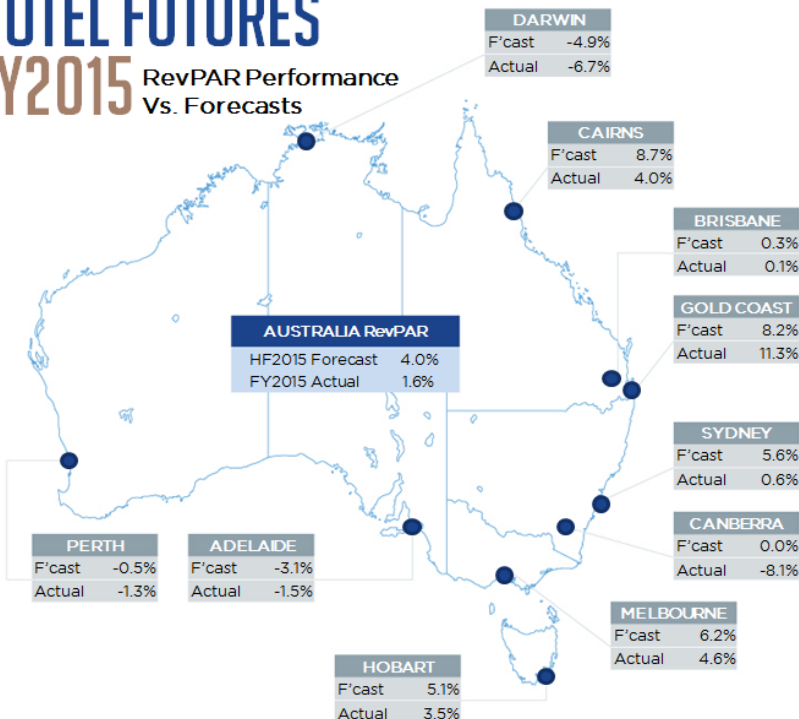 OTEL FUTURES
Y2015 RevPAR Performance
Vs. Forecasts
DARWIN
F'cast -4.9%
Actual -6.7%
CAIRNS
F'cast 8.7%
Actual 4.0%
BRISBANE
F'cast 0.3%
Actual 0.1%
GOLD COAST
F'cast 8.2%
Actual 11.3%
AUSTRALIA RevPAR
HF2015 Forecast 4.0%
FY2015 Actual 1.6%
SYDNEY
F'cast 5.6%
Actual 0.6%
CANBERRA
F'cast 0.0%
Actual -8.1%
PERTH
F'cast -0.5%
Actual -1.3%
ADELAIDE
F'cast -3.1%
Actual -1.5%
MELBOURNE
F'cast 6.2%
Actual 4.6%
HOBART
F'cast 5.1%
Actual 3.5%